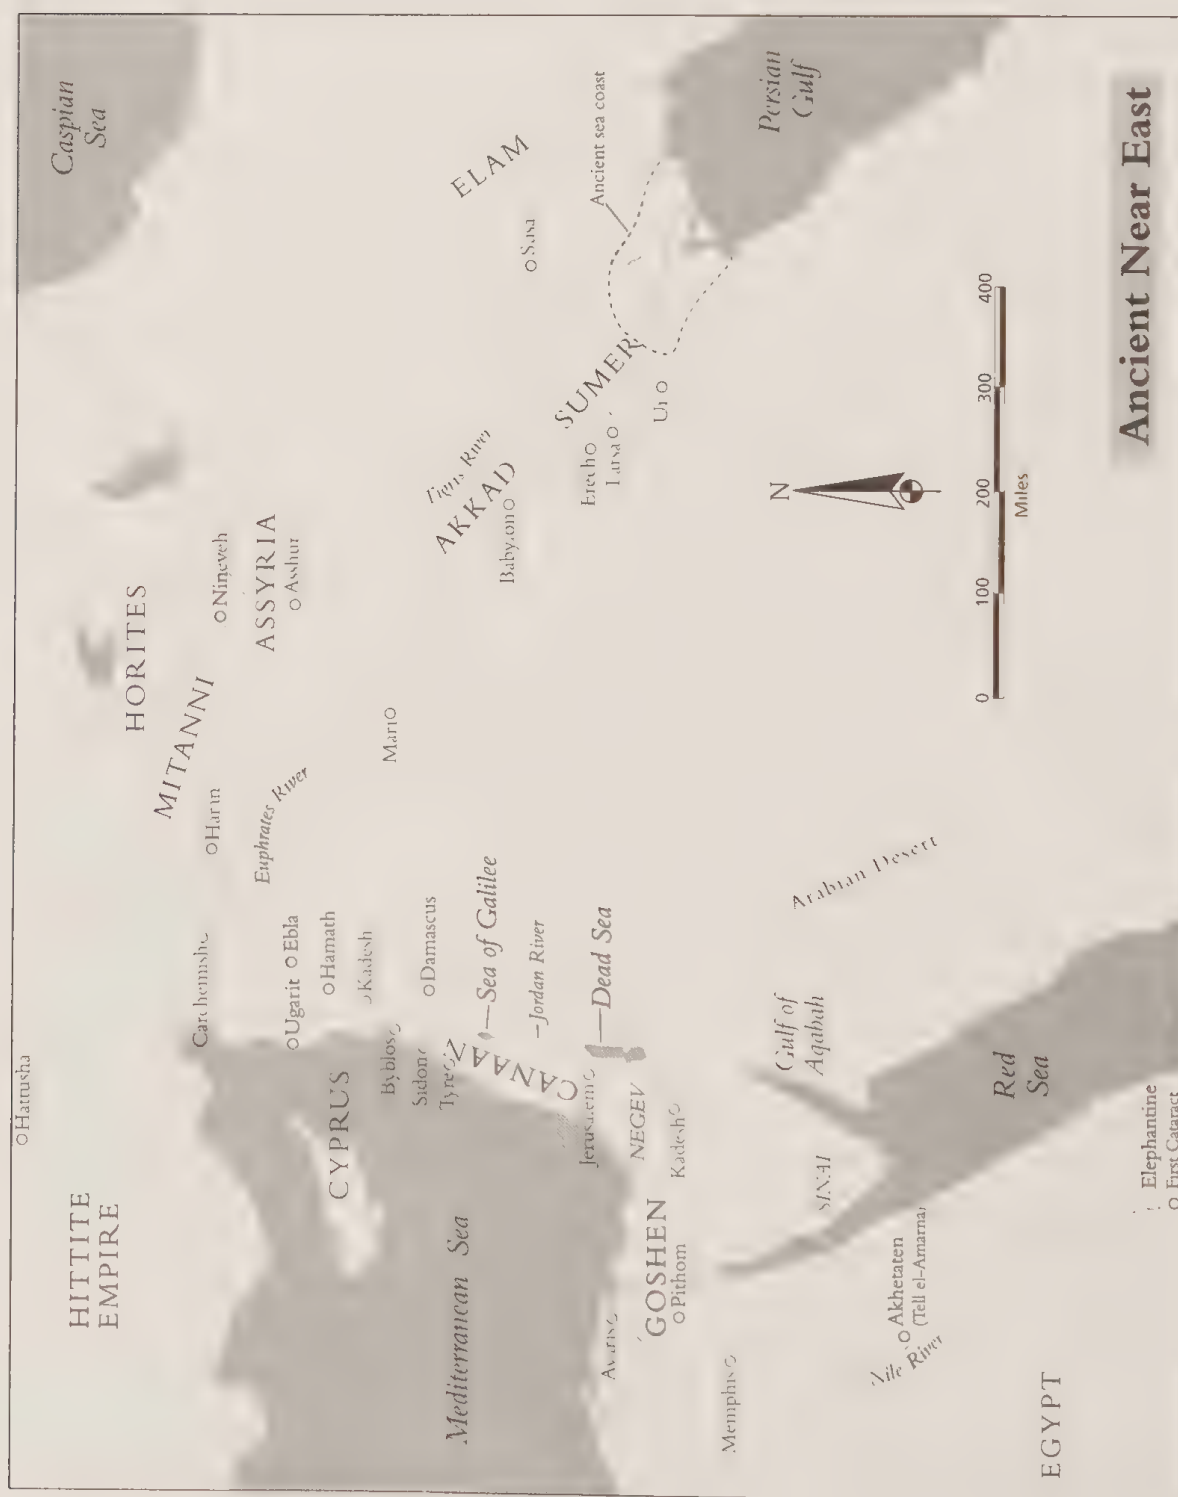 Ancient Near East
Caspian
Sea
HITTITE
EMPIRE
Hattusha
HORITES
MITANNI
Carchemish
Haran
Nineveh
ASSYRIA
Asshur
Euphrates River
Ugarit
Ebla
Hamath
CYPRUS
Kadesh
Mari
Byblos
Sidon
Damascus
Tyre
Tigris River
AKKAD
ELAM
Mediterranean Sea
Sea of Galilee
Babylon
Susa
Jordan River
CANAAN
SUMER
Erech
Larsa
Ancient sea coast
Jerusalem
Dead Sea
Avaris
GOSHEN
Pithom
NEGEV
Kadesh
Ur
Memphis
Persian
Gulf
N
Gulf of
Aqabah
SINAI
Arabian Desert
Akhetaten
(Tell el-Amarna)
Nile River
0 100 200 300 400
Miles
Red
Sea
EGYPT
Elephantine
First Cataract